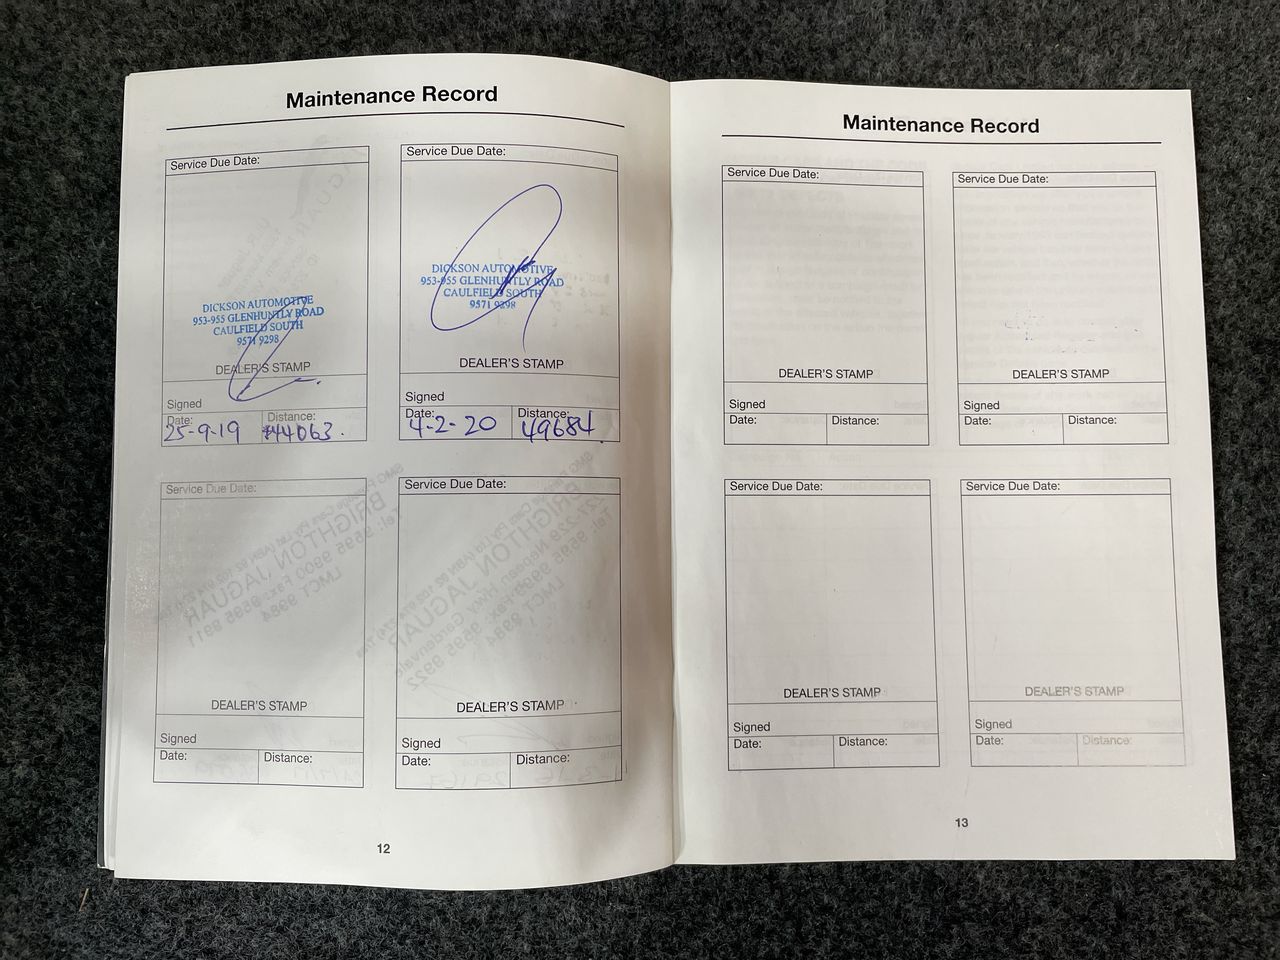 Maintenance Record
Service Due Date:
DICKSON AUTOMOTIVE
953-955 GLENHUNTLY ROAD
CAULFIELD SOUTH
9571 9298
DEALER'S STAMP
Signed
Date: Distance:
25-9-19 44063.
Service Due Date:
DICKSON AUTOMOTIVE
953-955 GLENHUNTLY ROAD
CAULFIELD SOUTH
9571 9298
DEALER'S STAMP
Signed
Date: Distance:
4-2-20 49684.
Service Due Date:
DEALER'S STAMP
Signed
Date: Distance:
Service Due Date:
DEALER'S STAMP
Signed
Date: Distance:
12
Maintenance Record
Service Due Date:
DEALER'S STAMP
Signed
Date: Distance:
Service Due Date:
DEALER'S STAMP
Signed
Date: Distance:
Service Due Date:
DEALER'S STAMP
Signed
Date: Distance:
Service Due Date:
DEALER'S STAMP
Signed
Date: Distance:
13